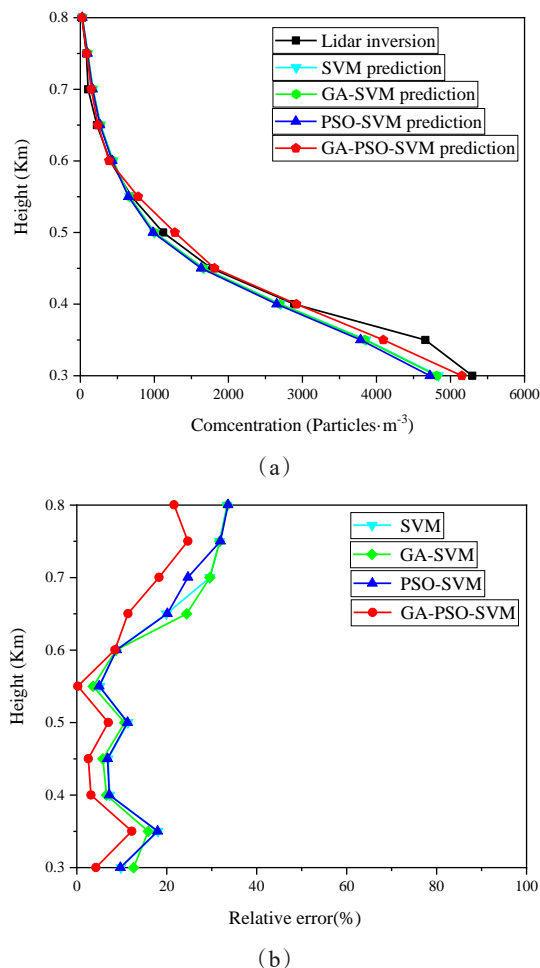 0.8
0.7
0.6
0.5
0.4
0.3
Height (Km)
Lidar inversion
SVM prediction
GA-SVM prediction
PSO-SVM prediction
GA-PSO-SVM prediction
0 1000 2000 3000 4000 5000 6000
Comcentration (Particles·m⁻³)
(a)
0.8
0.7
0.6
0.5
0.4
0.3
Height (Km)
SVM
GA-SVM
PSO-SVM
GA-PSO-SVM
0 20 40 60 80 100
Relative error(%)
(b)